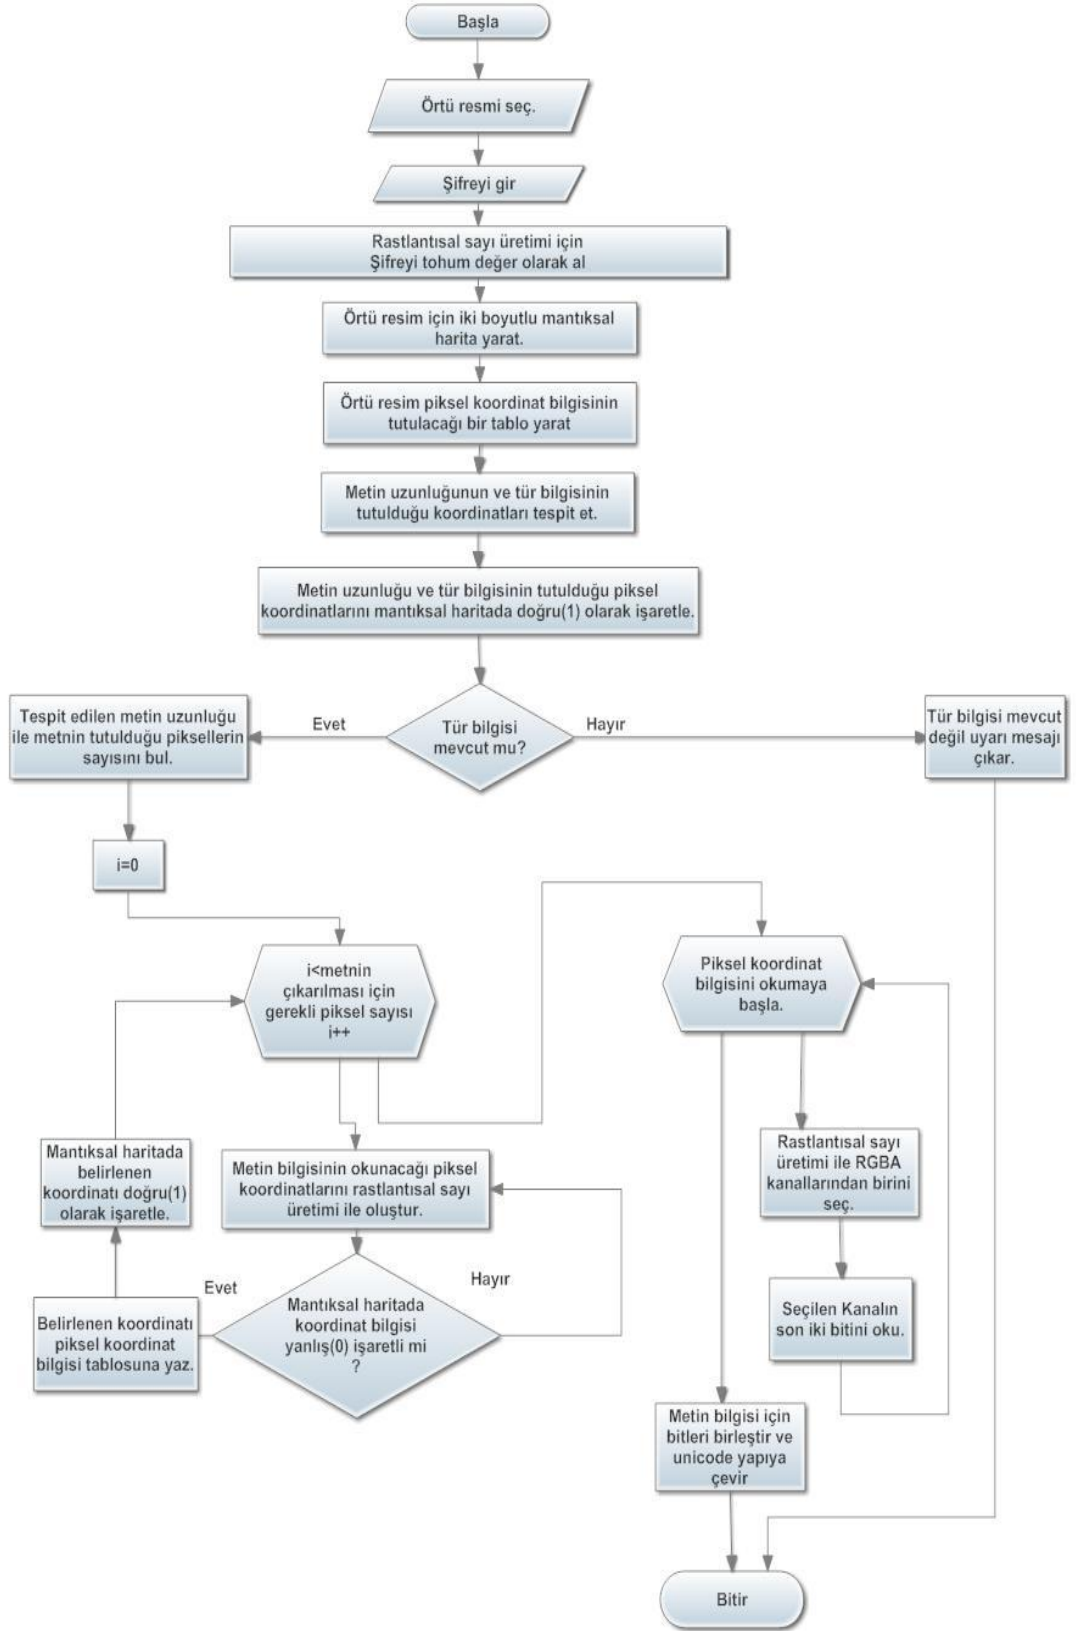 Başla
Örtü resmi seç.
Şifreyi gir
Rastlantısal sayı üretimi için
Şifreyi tohum değer olarak al
Örtü resim için iki boyutlu mantıksal
harita yarat.
Örtü resim piksel koordinat bilgisinin
tutulacağı bir tablo yarat
Metin uzunluğunun ve tür bilgisinin
tutulduğu koordinatları tespit et.
Metin uzunluğu ve tür bilgisinin tutulduğu piksel
koordinatlarını mantıksal haritada doğru(1) olarak işaretle.
Tür bilgisi
mevcut mu?
Evet
Hayır
Tespit edilen metin uzunluğu
ile metnin tutulduğu piksellerin
sayısını bul.
Tür bilgisi mevcut
değil uyarı mesajı
çıkar.
i=0
i<metnin
çıkarılması için
gerekli piksel sayısı
i++
Piksel koordinat
bilgisini okumaya
başla.
Mantıksal haritada
belirlenen
koordinatı doğru(1)
olarak işaretle.
Metin bilgisinin okunacağı piksel
koordinatlarını rastlantısal sayı
üretimi ile oluştur.
Rastlantısal sayı
üretimi ile RGBA
kanallarından birini
seç.
Evet
Hayır
Mantıksal haritada
koordinat bilgisi
yanlış(0) işaretli mi
?
Belirlenen koordinatı
piksel koordinat
bilgisi tablosuna yaz.
Seçilen Kanalın
son iki bitini oku.
Metin bilgisi için
bitleri birleştir ve
unicode yapıya
çevir
Bitir